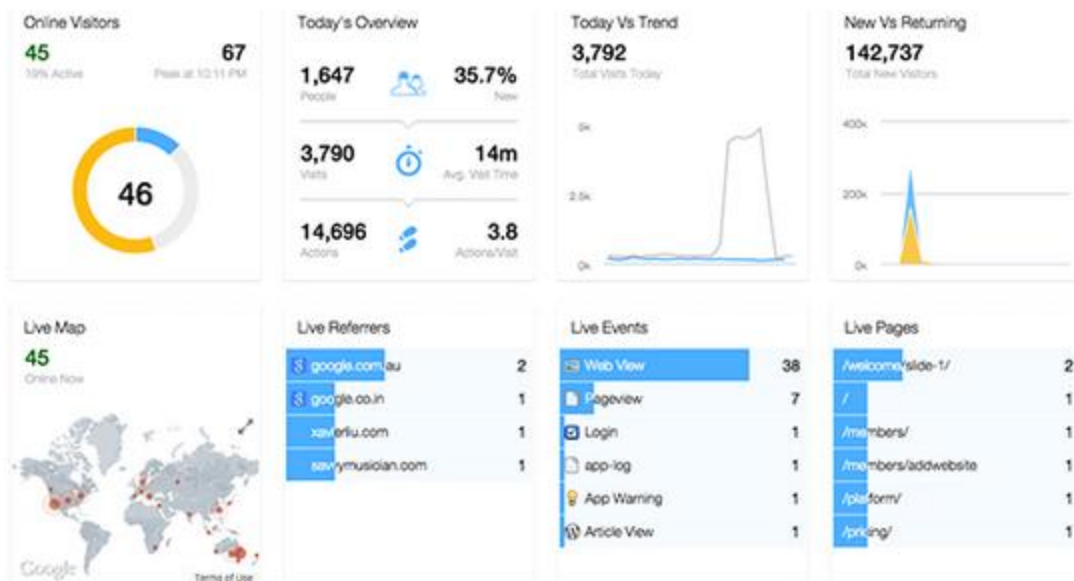 Online Visitors
45
67
19% Active
Peak at 10:11 PM
46
Today's Overview
1,647
35.7%
People
New
3,790
14m
Visits
Avg. Visit Time
14,696
3.8
Actions
Actions/Visit
Today Vs Trend
3,792
Total Visits Today
5k
2.5k
0k
New Vs Returning
142,737
Total New Visitors
400k
200k
0k
Live Map
45
Online Now
Google
Terms of Use
Live Referrers
google.com.au 2
google.co.in 1
xavierliu.com 1
savvymusician.com 1
Live Events
Web View 38
Pageview 7
Login 1
app-log 1
App Warning 1
Article View 1
Live Pages
/welcome/slide-1/ 2
/ 1
/members/ 1
/members/addwebsite 1
/platform/ 1
/pricing/ 1